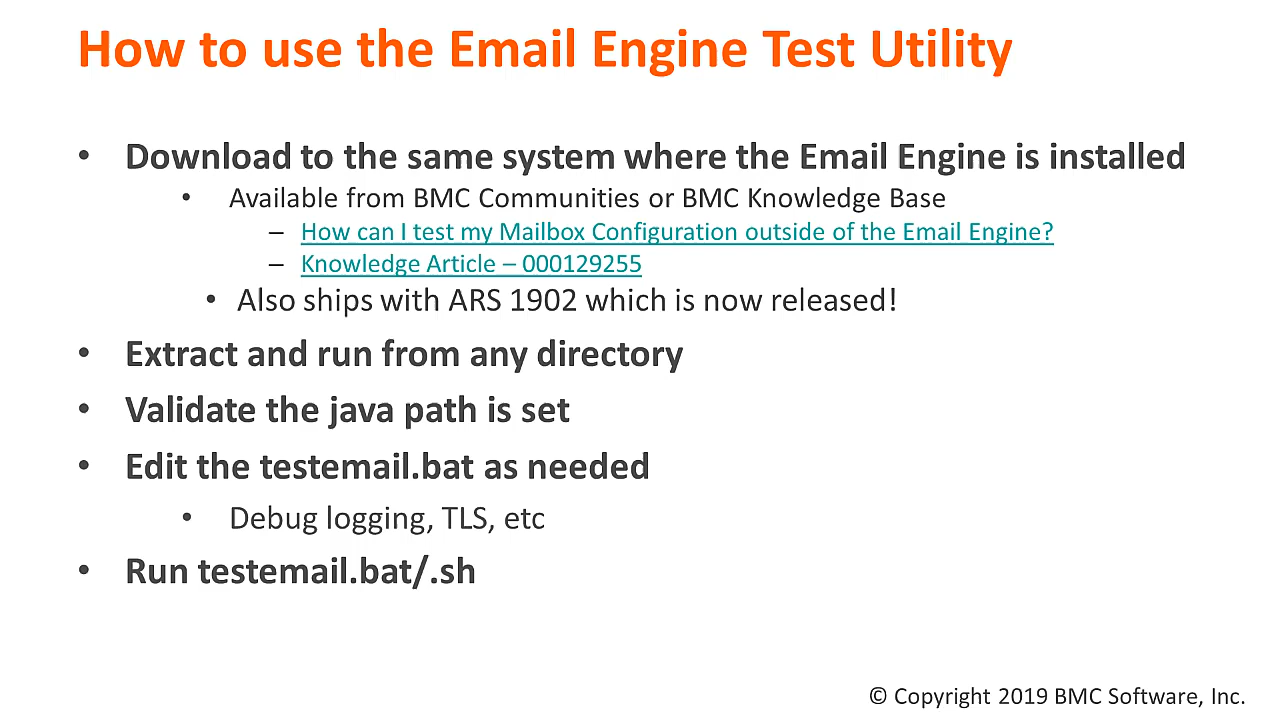 How to use the Email Engine Test Utility
• Download to the same system where the Email Engine is installed
• Available from BMC Communities or BMC Knowledge Base
– How can I test my Mailbox Configuration outside of the Email Engine?
– Knowledge Article – 000129255
• Also ships with ARS 1902 which is now released!
• Extract and run from any directory
• Validate the java path is set
• Edit the testemail.bat as needed
• Debug logging, TLS, etc
• Run testemail.bat/.sh
© Copyright 2019 BMC Software, Inc.